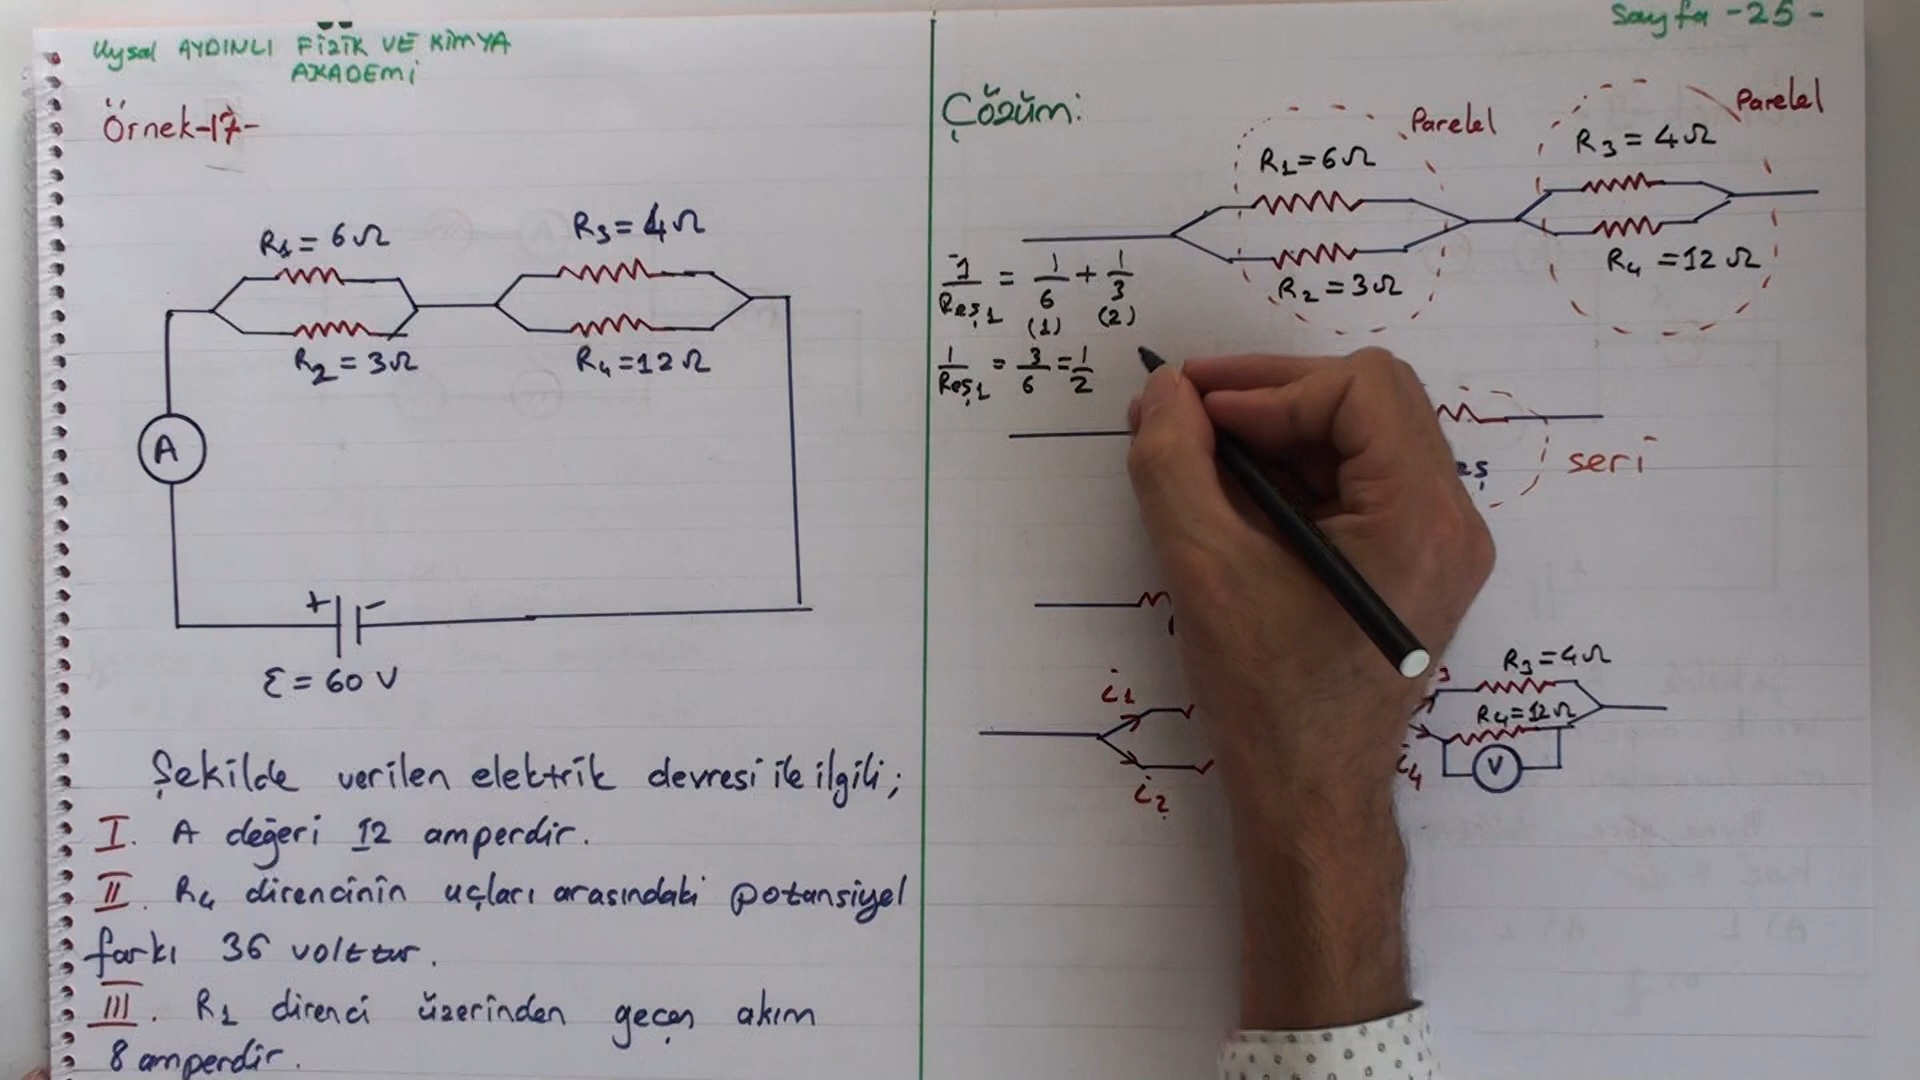 Uysal AYDINLI FİZİK VE KİMYA
AKADEMİ
Örnek-17-
R1 = 6Ω
R3 = 4Ω
R2 = 3Ω
R4 = 12Ω
A
+ -
Ɛ = 60 V
Şekilde verilen elektrik devresi ile ilgili;
I. A değeri 12 amperdir.
II. R4 direncinin uçları arasındaki potansiyel
farkı 36 volttur.
III. R1 direnci üzerinden geçen akım
8 amperdir.
Sayfa -25-
Çözüm:
Parelel
Parelel
R1 = 6Ω
R3 = 4Ω
R2 = 3Ω
R4 = 12Ω
1/Reş1 = 1/6 + 1/3
(1) (2)
1/Reş1 = 3/6 = 1/2
seri
i1
i2
3
i4
R3 = 4Ω
R4 = 12Ω
V